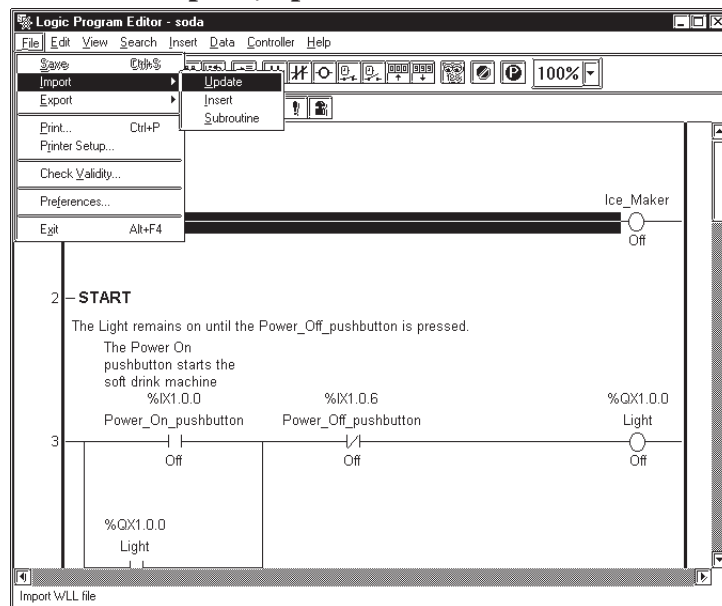 Logic Program Editor - soda
File Edit View Search Insert Data Controller Help
Save Ctrl+S
Import
Export
Print... Ctrl+P
Printer Setup...
Check Validity...
Preferences...
Exit Alt+F4
Update
Insert
Subroutine
100%
Ice_Maker
Off
2 START
The Light remains on until the Power_Off_pushbutton is pressed.
The Power On
pushbutton starts the
soft drink machine
%IX1.0.0 %IX1.0.6 %QX1.0.0
Power_On_pushbutton Power_Off_pushbutton Light
3
Off Off Off
%QX1.0.0
Light
Import WLL file